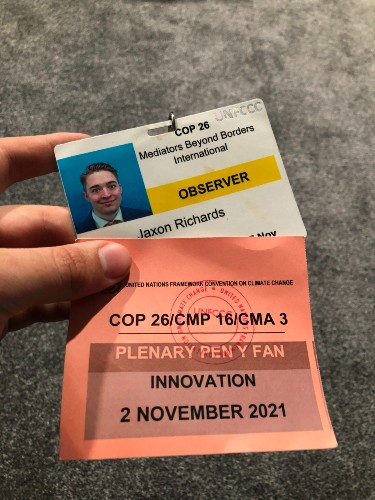 UNFCCC
COP 26
Mediators Beyond Borders
International
OBSERVER
Jaxon Richards
Nov
UNITED NATIONS FRAMEWORK CONVENTION ON CLIMATE CHANGE
UNFCCC
COP 26/CMP 16/CMA 3
PLENARY PEN Y FAN
INNOVATION
2 NOVEMBER 2021